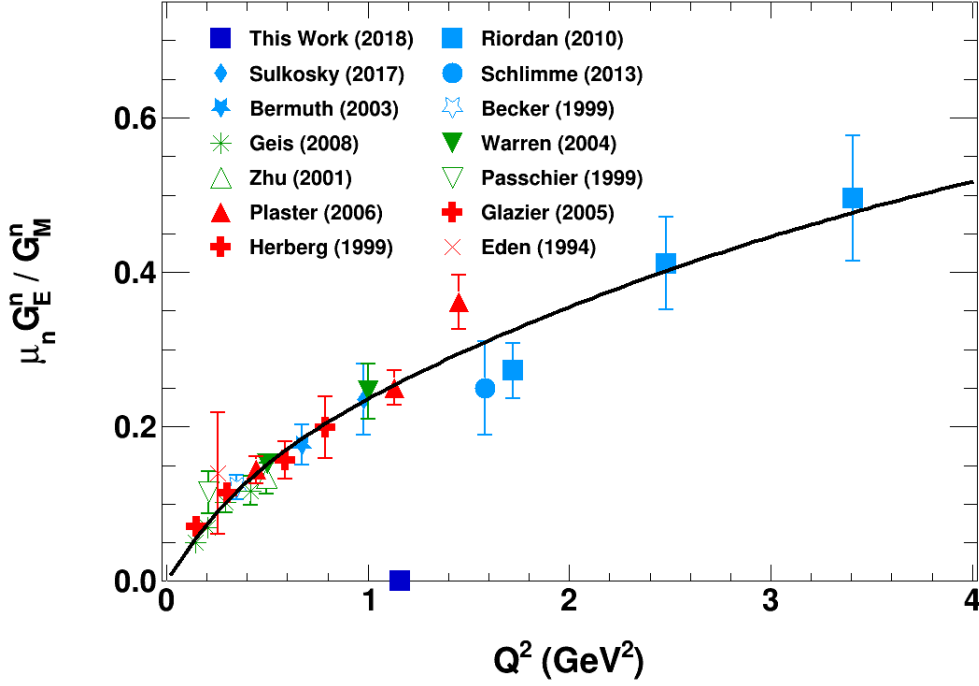 This Work (2018) Riordan (2010)
Sulkosky (2017) Schlimme (2013)
Bermuth (2003) Becker (1999)
Geis (2008) Warren (2004)
Zhu (2001) Passchier (1999)
Plaster (2006) Glazier (2005)
Herberg (1999) Eden (1994)
μₙ Gᴱⁿ / Gᴹⁿ
0.6
0.4
0.2
0.0
0 1 2 3 4
Q² (GeV²)